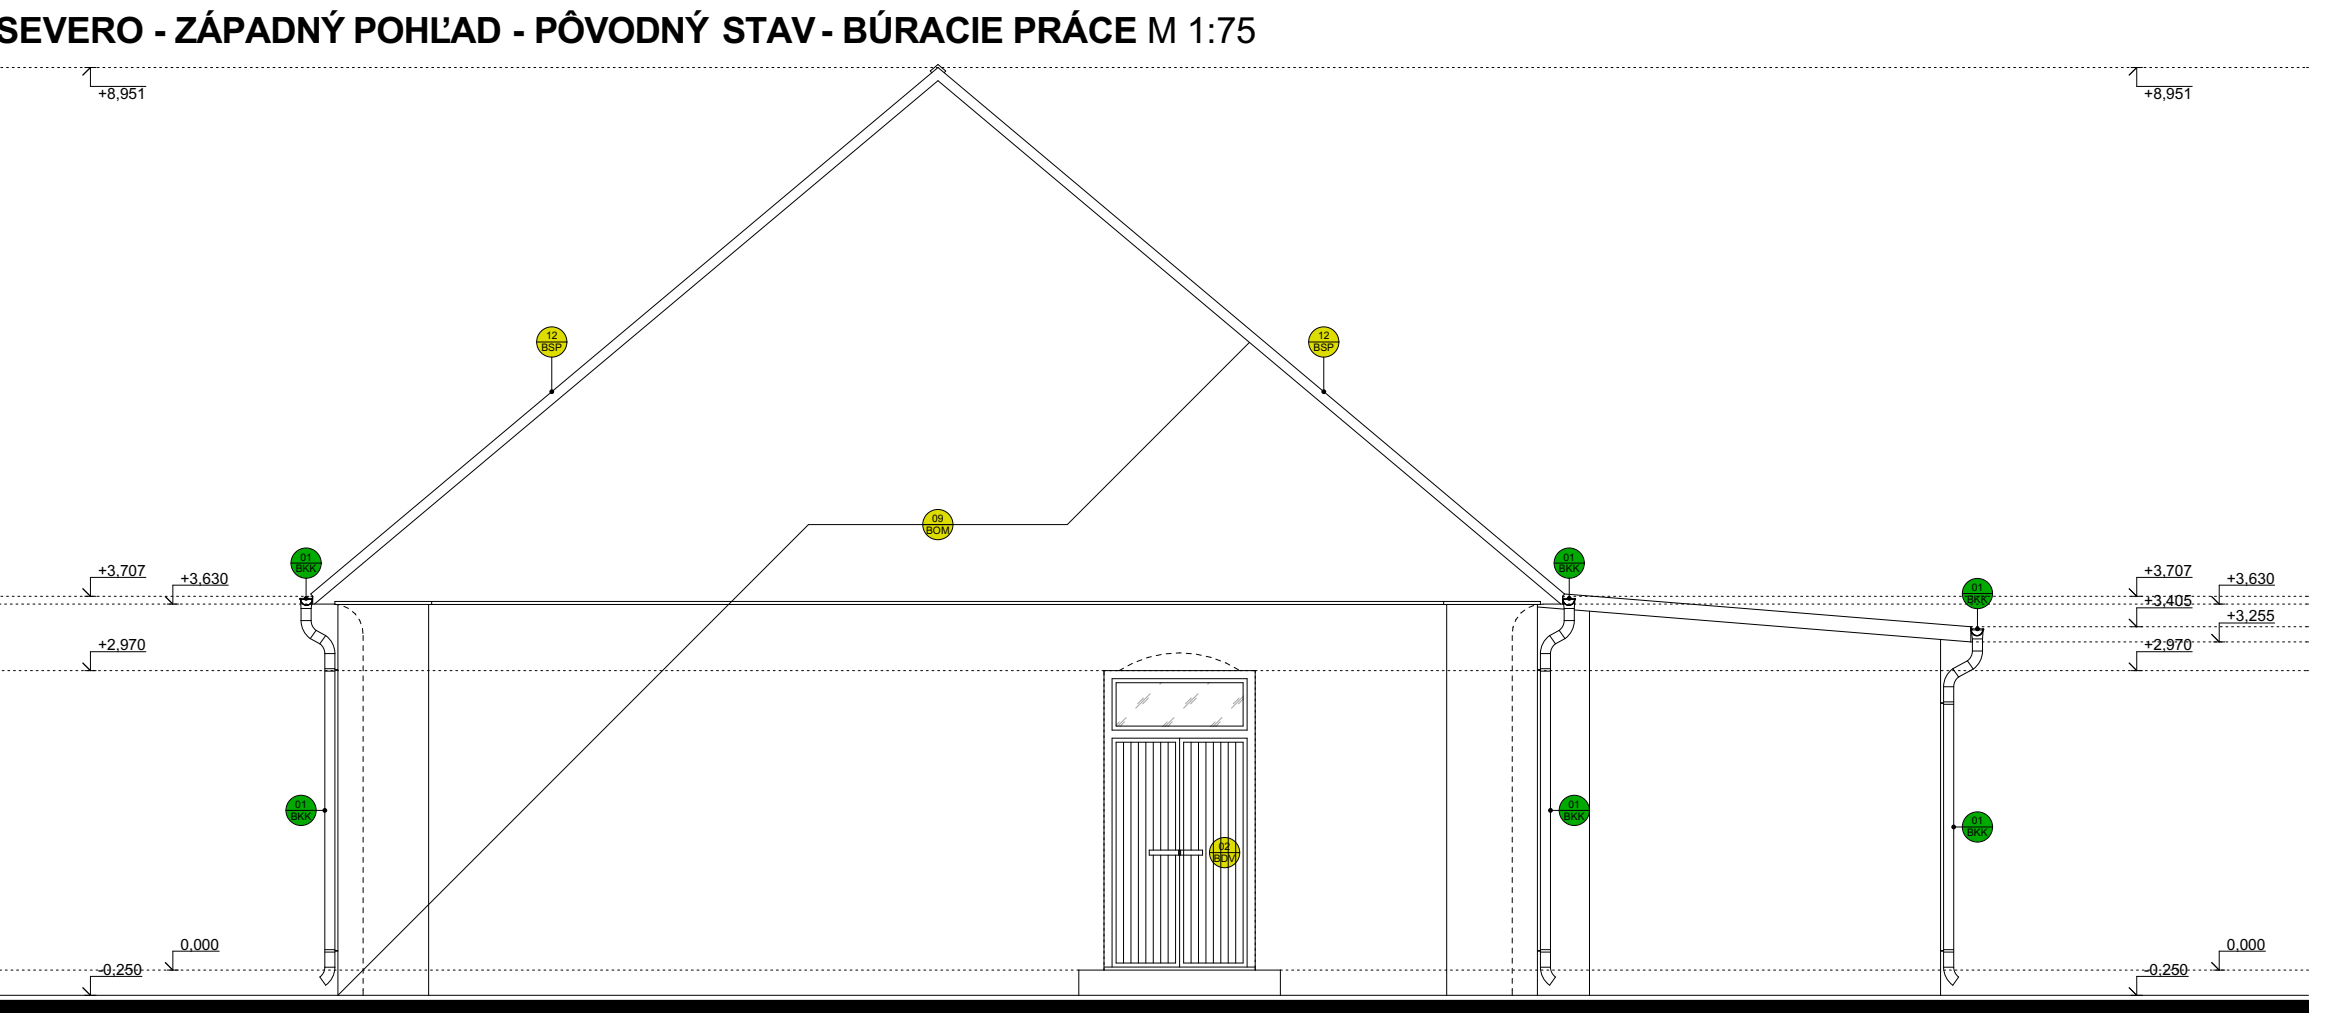 SEVERO - ZÁPADNÝ POHĽAD - PÔVODNÝ STAV - BÚRACIE PRÁCE M 1:75
+8,951
+8,951
12
BSP
12
BSP
09
BOM
01
BKK
01
BKK
01
BKK
+3,707
+3,630
+3,707
+3,630
+3,405
+3,255
+2,970
+2,970
01
BKK
01
BKK
01
BKK
02
BDV
0,000
0,000
-0,250
-0,250